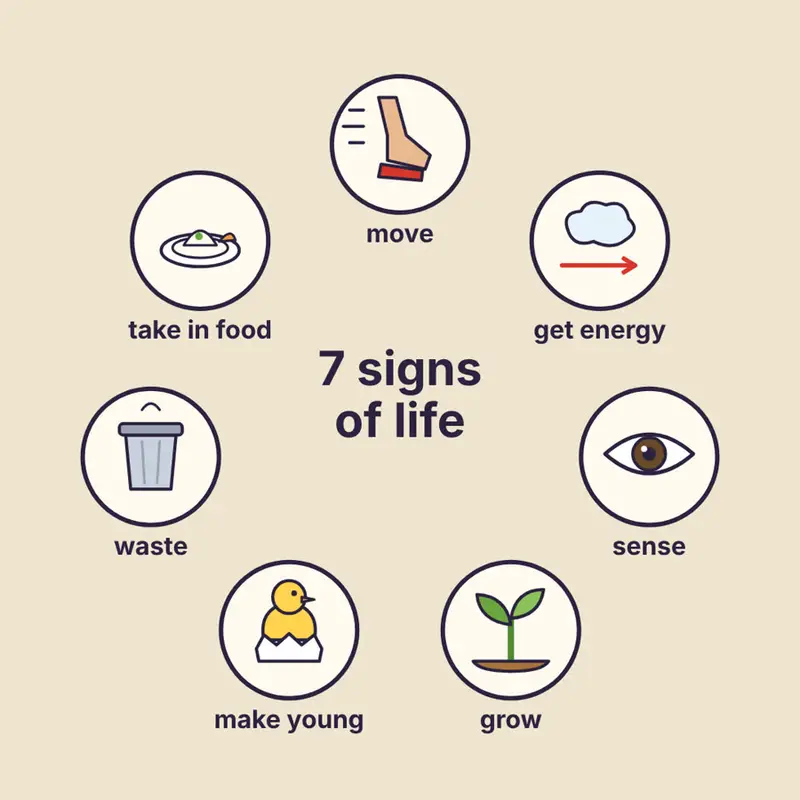 7 signs
of life
move
get energy
sense
grow
make young
waste
take in food